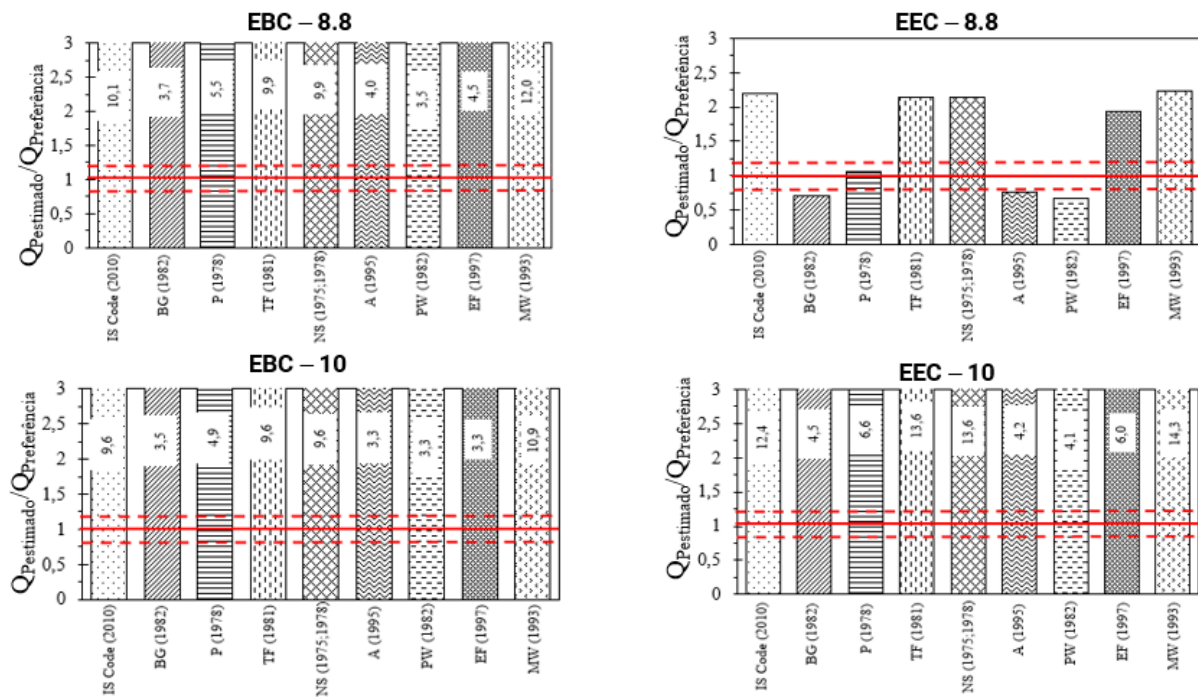 EBC – 8.8
QPestimado/QPreferência
3
2,5
2
1,5
1
0,5
0
10,1
3,7
5,5
9,9
9,9
4,0
3,5
4,5
12,0
IS Code (2010)
BG (1982)
P (1978)
TF (1981)
NS (1975;1978)
A (1995)
PW (1982)
EF (1997)
MW (1993)
EEC – 8.8
QPestimado/QPreferência
3
2,5
2
1,5
1
0,5
0
IS Code (2010)
BG (1982)
P (1978)
TF (1981)
NS (1975;1978)
A (1995)
PW (1982)
EF (1997)
MW (1993)
EBC – 10
QPestimado/QPreferência
3
2,5
2
1,5
1
0,5
0
9,6
3,5
4,9
9,6
9,6
3,3
3,3
3,3
10,9
IS Code (2010)
BG (1982)
P (1978)
TF (1981)
NS (1975;1978)
A (1995)
PW (1982)
EF (1997)
MW (1993)
EEC – 10
QPestimado/QPreferência
3
2,5
2
1,5
1
0,5
0
12,4
4,5
6,6
13,6
13,6
4,2
4,1
6,0
14,3
IS Code (2010)
BG (1982)
P (1978)
TF (1981)
NS (1975;1978)
A (1995)
PW (1982)
EF (1997)
MW (1993)